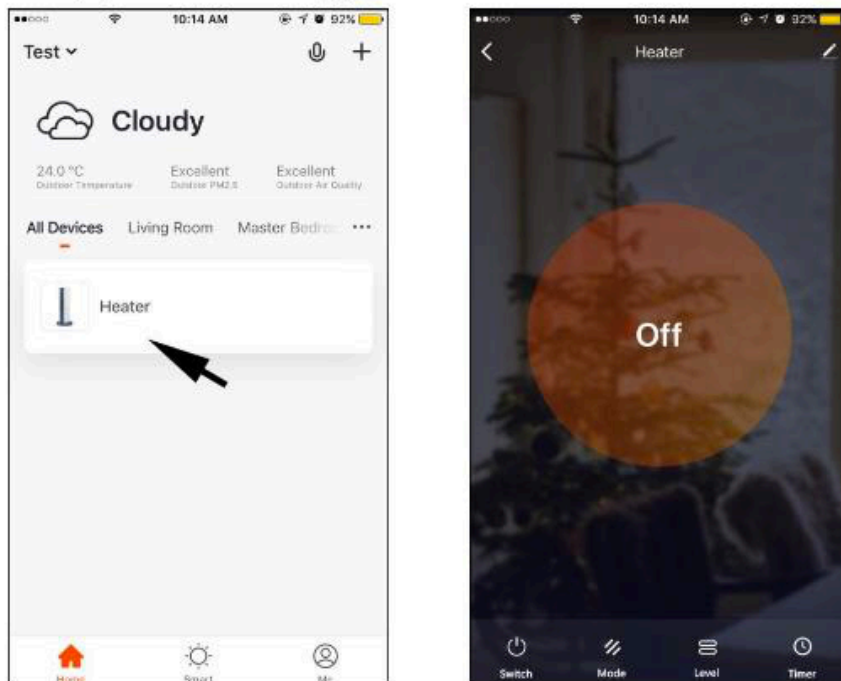 10:14 AM
92%
Test
Cloudy
24.0 °C
Excellent
Excellent
Outdoor Temperature
Outdoor PM2.5
Outdoor Air Quality
All Devices
Living Room
Master Bedro
Heater
Home
Smart
Me
10:14 AM
92%
Heater
Off
Switch
Mode
Level
Timer